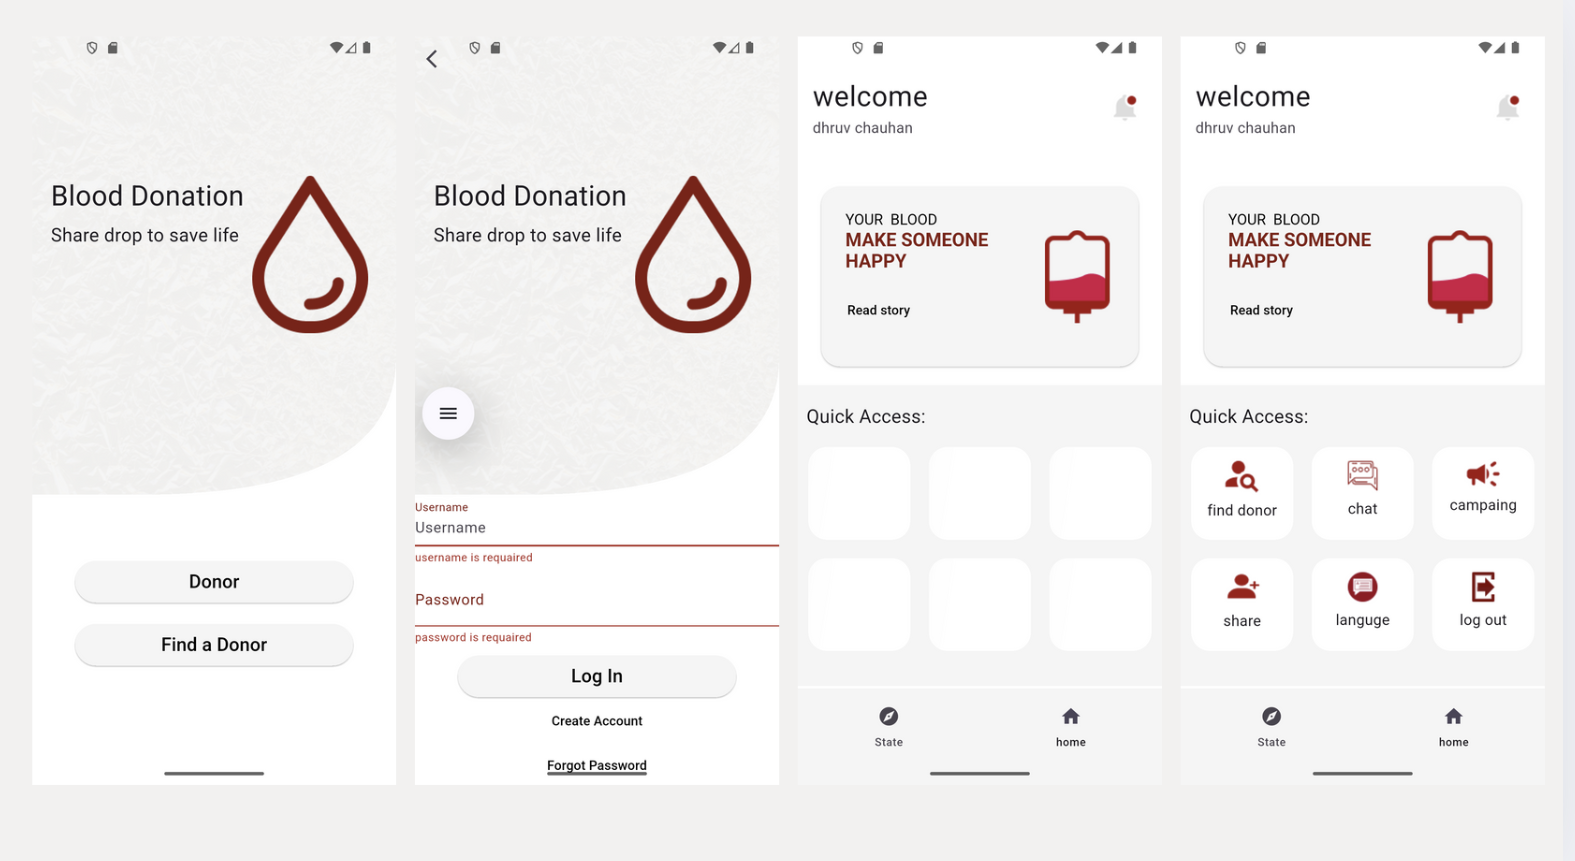 Blood Donation
Share drop to save life
Donor
Find a Donor
Blood Donation
Share drop to save life
Username
Username
username is requaired
Password
password is requaired
Log In
Create Account
Forgot Password
welcome
dhruv chauhan
YOUR BLOOD
MAKE SOMEONE
HAPPY
Read story
Quick Access:
State
home
welcome
dhruv chauhan
YOUR BLOOD
MAKE SOMEONE
HAPPY
Read story
Quick Access:
find donor
chat
campaing
share
languge
log out
State
home